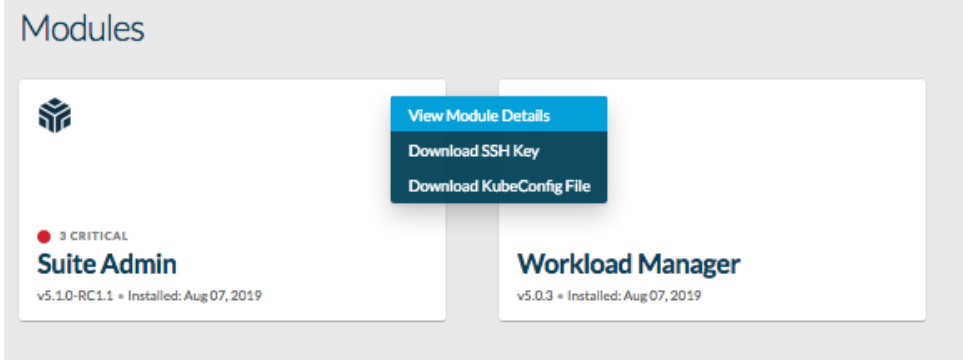 Modules
View Module Details
Download SSH Key
Download KubeConfig File
3 CRITICAL
Suite Admin
v5.1.0-RC1.1 • Installed: Aug 07, 2019
Workload Manager
v5.0.3 • Installed: Aug 07, 2019